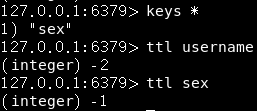 127.0.0.1:6379> keys *
1) "sex"
127.0.0.1:6379> ttl username
(integer) -2
127.0.0.1:6379> ttl sex
(integer) -1